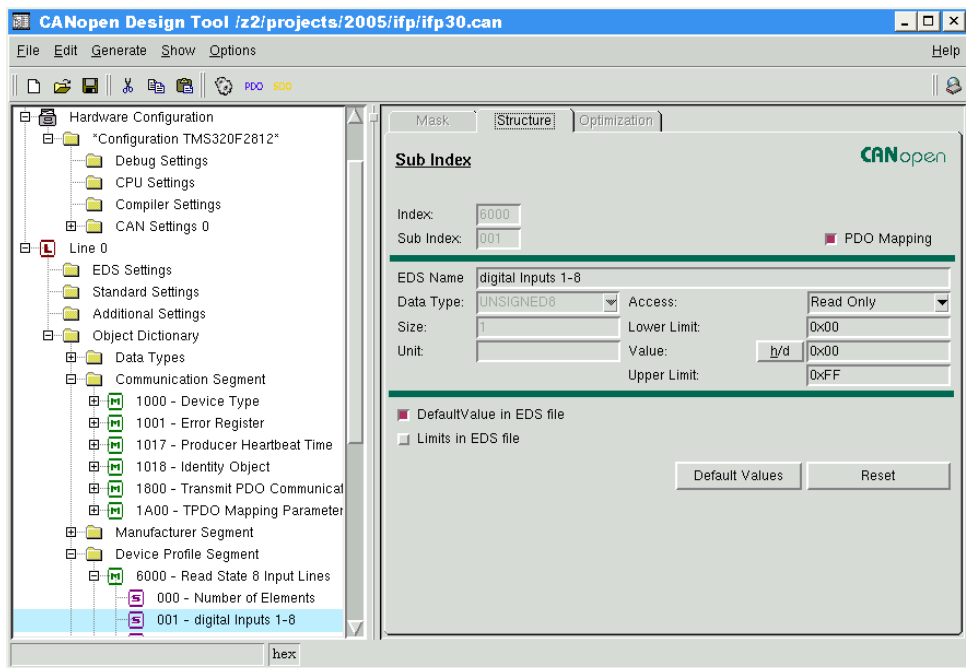 CANopen Design Tool /z2/projects/2005/ifp/ifp30.can
File Edit Generate Show Options Help
PDO
Hardware Configuration
*Configuration TMS320F2812*
Debug Settings
CPU Settings
Compiler Settings
CAN Settings 0
L Line 0
EDS Settings
Standard Settings
Additional Settings
Object Dictionary
Data Types
Communication Segment
M 1000 - Device Type
M 1001 - Error Register
M 1017 - Producer Heartbeat Time
M 1018 - Identity Object
M 1800 - Transmit PDO Communicat
M 1A00 - TPDO Mapping Parameter
Manufacturer Segment
Device Profile Segment
M 6000 - Read State 8 Input Lines
S 000 - Number of Elements
S 001 - digital Inputs 1-8
hex
Mask Structure Optimization
Sub Index
CANopen
Index: 6000
Sub Index: 001
PDO Mapping
EDS Name digital Inputs 1-8
Data Type: UNSIGNED8 Access: Read Only
Size: 1 Lower Limit: 0x00
Unit: Value: h/d 0x00
Upper Limit: 0xFF
DefaultValue in EDS file
Limits in EDS file
Default Values Reset